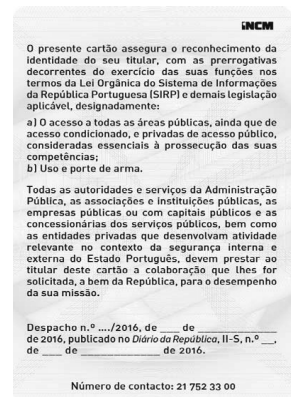 INCM
O presente cartão assegura o reconhecimento da
identidade do seu titular, com as prerrogativas
decorrentes do exercício das suas funções nos
termos da Lei Orgânica do Sistema de Informações
da República Portuguesa (SIRP) e demais legislação
aplicável, designadamente:
a) O acesso a todas as áreas públicas, ainda que de
acesso condicionado, e privadas de acesso público,
consideradas essenciais à prossecução das suas
competências;
b) Uso e porte de arma.
Todas as autoridades e serviços da Administração
Pública, as associações e instituições públicas, as
empresas públicas ou com capitais públicos e as
concessionárias dos serviços públicos, bem como
as entidades privadas que desenvolvam atividade
relevante no contexto da segurança interna e
externa do Estado Português, devem prestar ao
titular deste cartão a colaboração que lhes for
solicitada, a bem da República, para o desempenho
da sua missão.
Despacho n.º ..../2016, de ___ de ____________
de 2016, publicado no Diário da República, II-S, n.º __,
de ___ de ____________ de 2016.
Número de contacto: 21 752 33 00